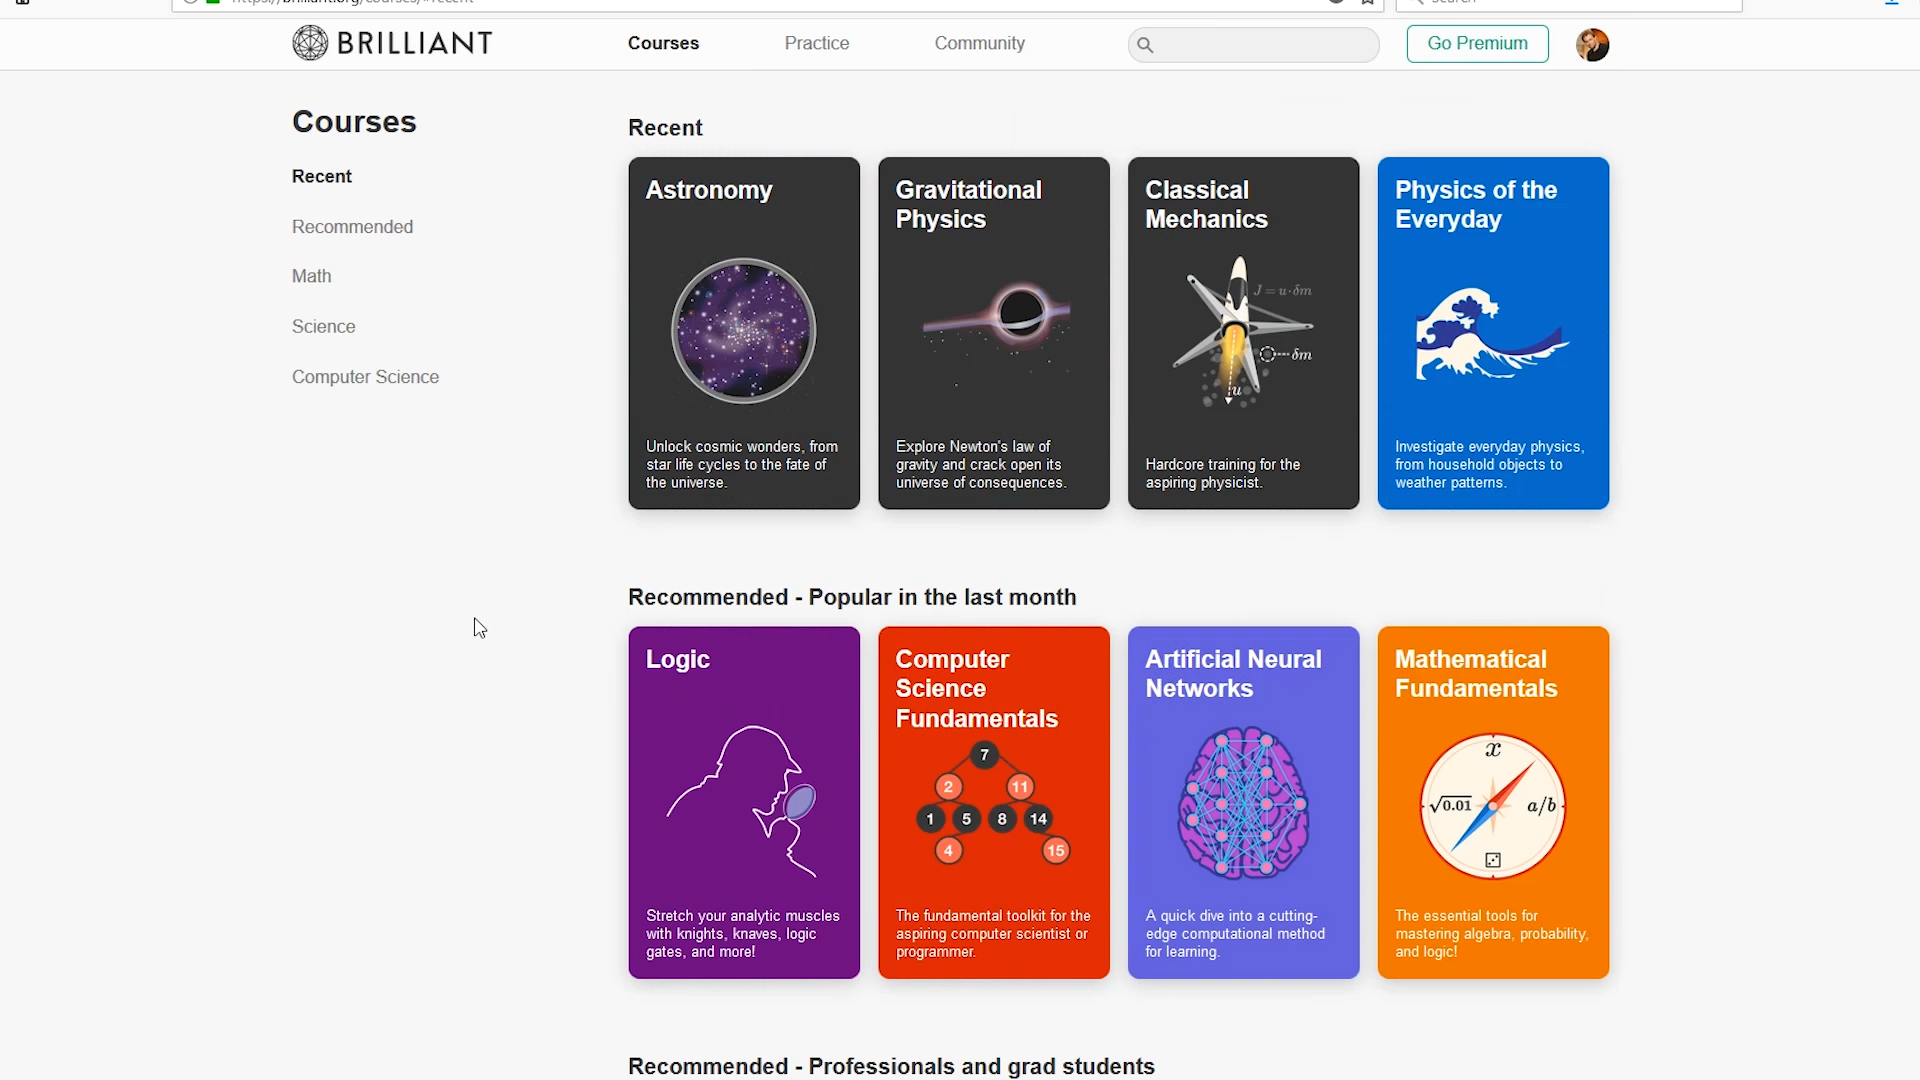 BRILLIANT
Courses
Practice
Community
Go Premium
Courses
Recent
Recommended
Math
Science
Computer Science
Recent
Astronomy
Unlock cosmic wonders, from
star life cycles to the fate of
the universe.
Gravitational
Physics
Explore Newton's law of
gravity and crack open its
universe of consequences.
Classical
Mechanics
J = u · δm
δm
u
Hardcore training for the
aspiring physicist.
Physics of the
Everyday
Investigate everyday physics,
from household objects to
weather patterns.
Recommended - Popular in the last month
Logic
Stretch your analytic muscles
with knights, knaves, logic
gates, and more!
Computer
Science
Fundamentals
7
2 11
1 5 8 14
4 15
The fundamental toolkit for the
aspiring computer scientist or
programmer.
Artificial Neural
Networks
A quick dive into a cutting-
edge computational method
for learning.
Mathematical
Fundamentals
x
√0.01 a/b
The essential tools for
mastering algebra, probability,
and logic!
Recommended - Professionals and grad students